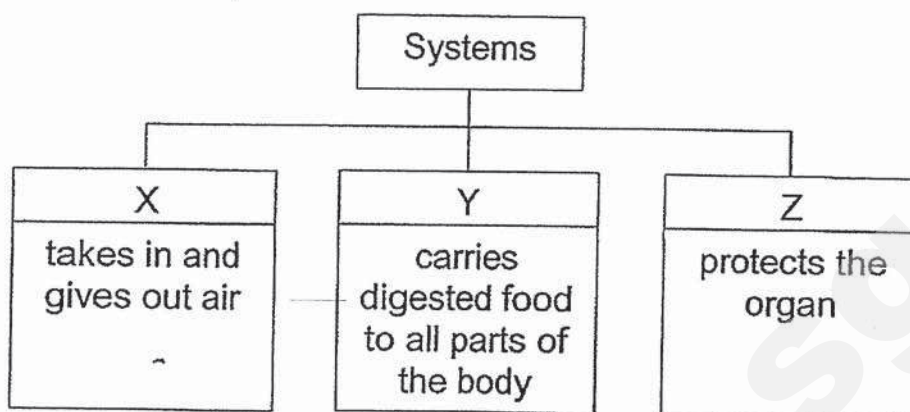 Systems
X
takes in and
gives out air
Y
carries
digested food
to all parts of
the body
Z
protects the
organ